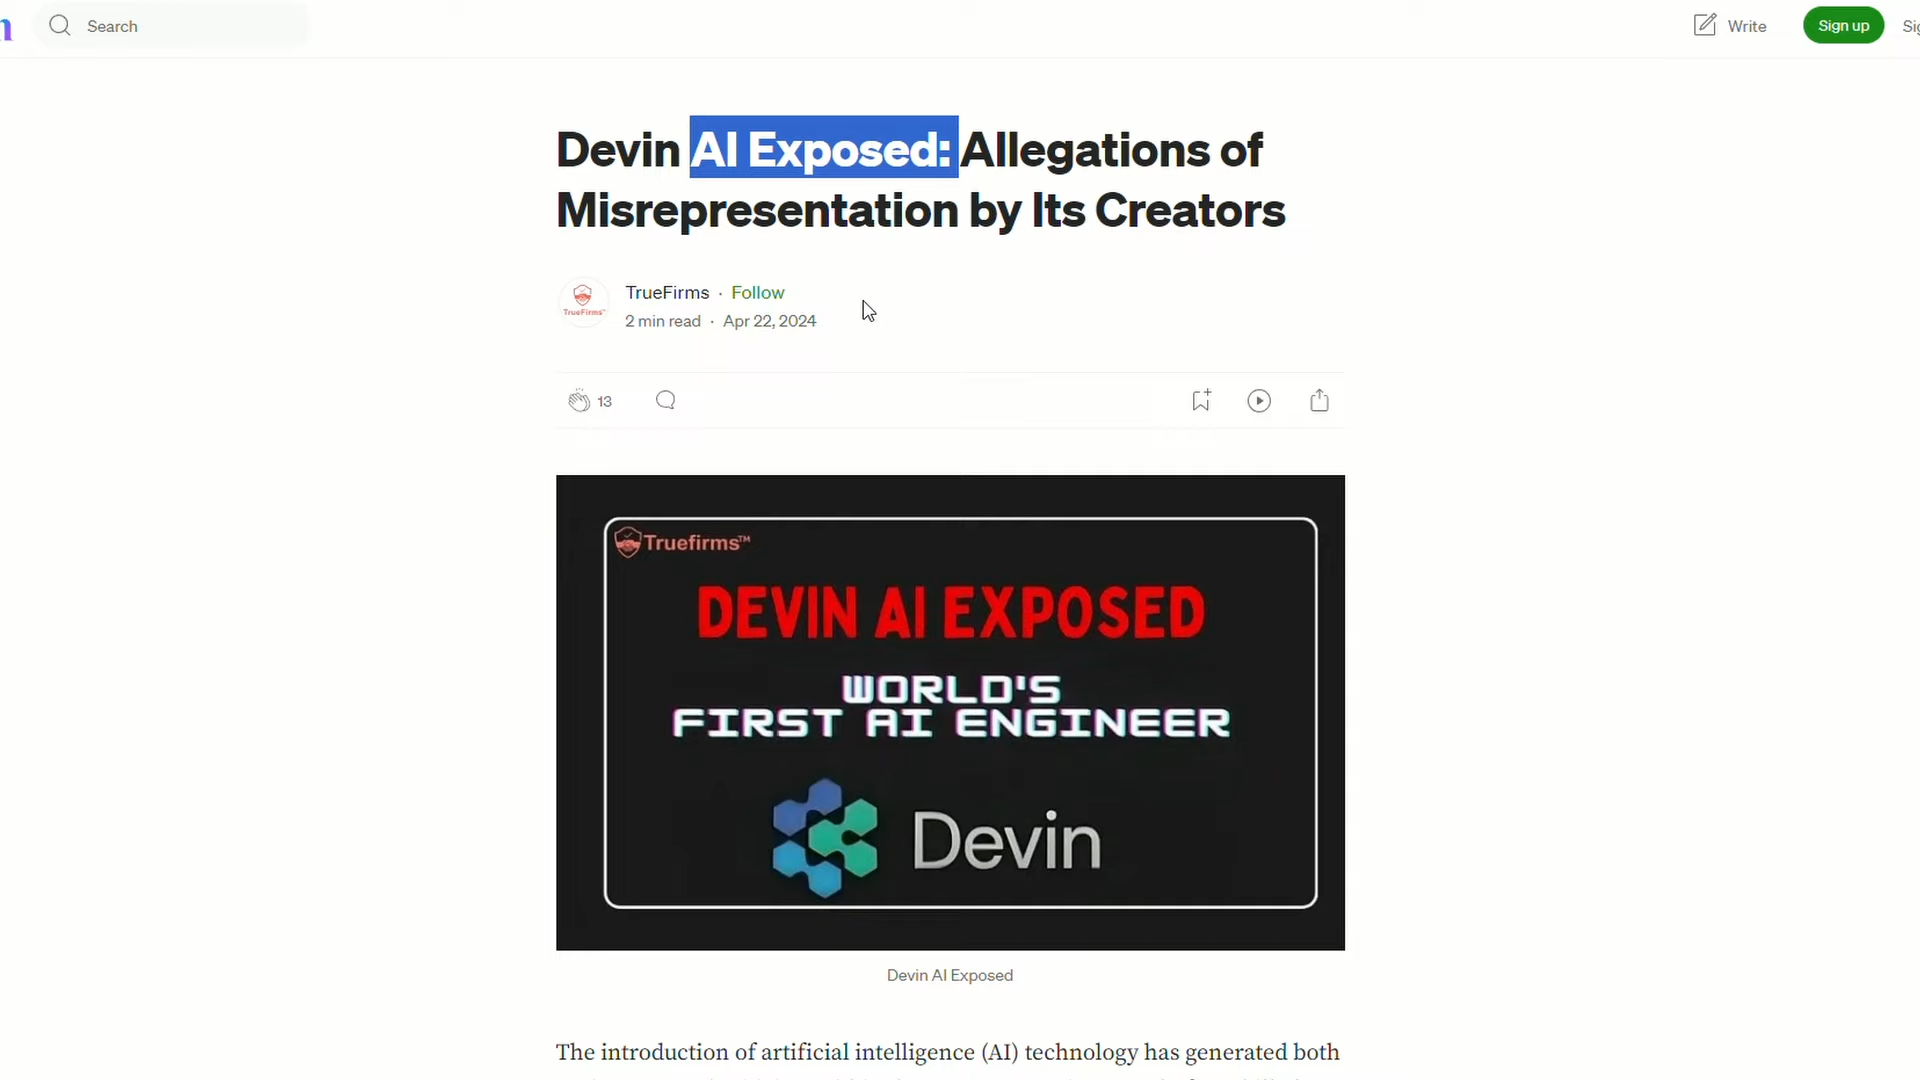 Search
Write
Sign up
Devin AI Exposed: Allegations of
Misrepresentation by Its Creators
TrueFirms · Follow
2 min read · Apr 22, 2024
TrueFirms
13
Truefirms™
DEVIN AI EXPOSED
WORLD'S
FIRST AI ENGINEER
Devin
Devin AI Exposed
The introduction of artificial intelligence (AI) technology has generated both